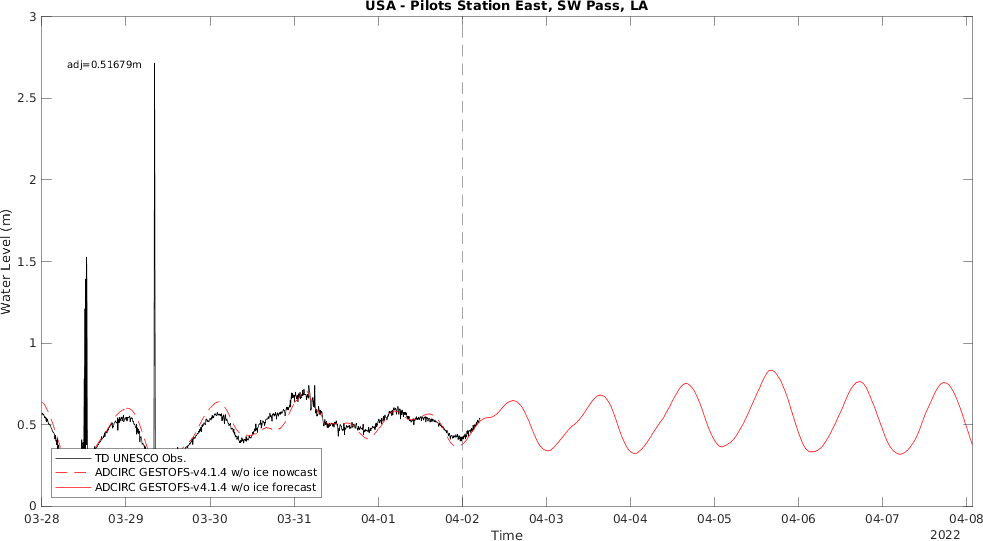 USA - Pilots Station East, SW Pass, LA
3
adj=0.51679m
2.5
2
1.5
1
0.5
0
Water Level (m)
TD UNESCO Obs.
ADCIRC GESTOFS-v4.1.4 w/o ice nowcast
ADCIRC GESTOFS-v4.1.4 w/o ice forecast
03-28 03-29 03-30 03-31 04-01 04-02 04-03 04-04 04-05 04-06 04-07 04-08
Time
2022